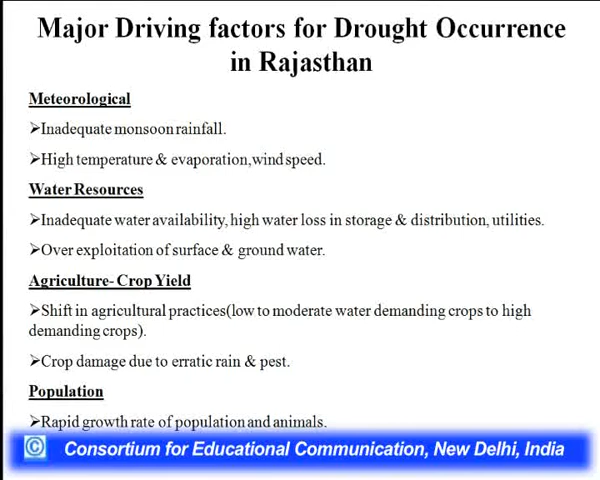 Major Driving factors for Drought Occurrence
in Rajasthan
Meteorological
➢Inadequate monsoon rainfall.
➢High temperature & evaporation,wind speed.
Water Resources
➢Inadequate water availability, high water loss in storage & distribution, utilities.
➢Over exploitation of surface & ground water.
Agriculture- Crop Yield
➢Shift in agricultural practices(low to moderate water demanding crops to high
demanding crops).
➢Crop damage due to erratic rain & pest.
Population
➢Rapid growth rate of population and animals.
© Consortium for Educational Communication, New Delhi, India